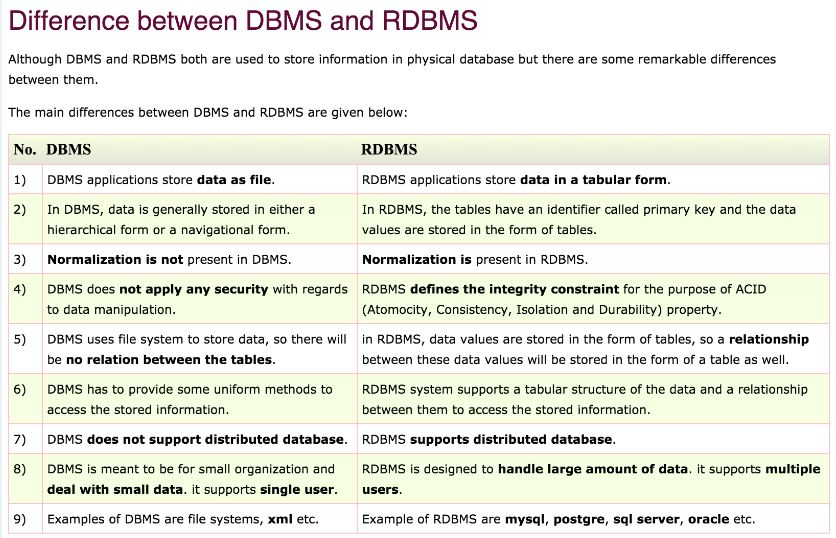 Difference between DBMS and RDBMS
Although DBMS and RDBMS both are used to store information in physical database but there are some remarkable differences
between them.
The main differences between DBMS and RDBMS are given below:
No. DBMS RDBMS
1) DBMS applications store data as file. RDBMS applications store data in a tabular form.
2) In DBMS, data is generally stored in either a In RDBMS, the tables have an identifier called primary key and the data
hierarchical form or a navigational form. values are stored in the form of tables.
3) Normalization is not present in DBMS. Normalization is present in RDBMS.
4) DBMS does not apply any security with regards RDBMS defines the integrity constraint for the purpose of ACID
to data manipulation. (Atomocity, Consistency, Isolation and Durability) property.
5) DBMS uses file system to store data, so there will in RDBMS, data values are stored in the form of tables, so a relationship
be no relation between the tables. between these data values will be stored in the form of a table as well.
6) DBMS has to provide some uniform methods to RDBMS system supports a tabular structure of the data and a relationship
access the stored information. between them to access the stored information.
7) DBMS does not support distributed database. RDBMS supports distributed database.
8) DBMS is meant to be for small organization and RDBMS is designed to handle large amount of data. it supports multiple
deal with small data. it supports single user. users.
9) Examples of DBMS are file systems, xml etc. Example of RDBMS are mysql, postgre, sql server, oracle etc.